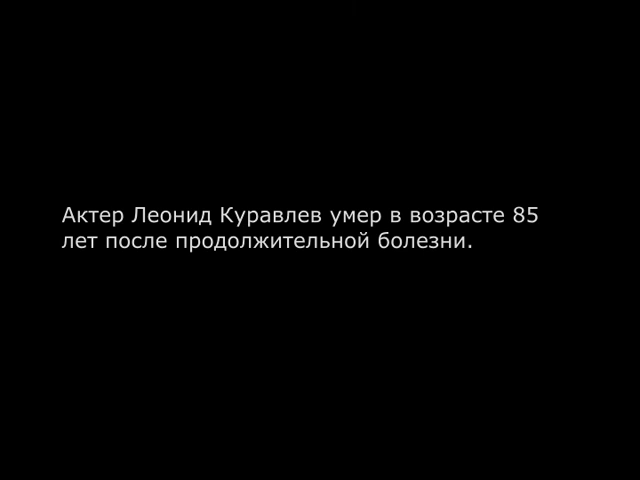 Актер Леонид Куравлев умер в возрасте 85
лет после продолжительной болезни.